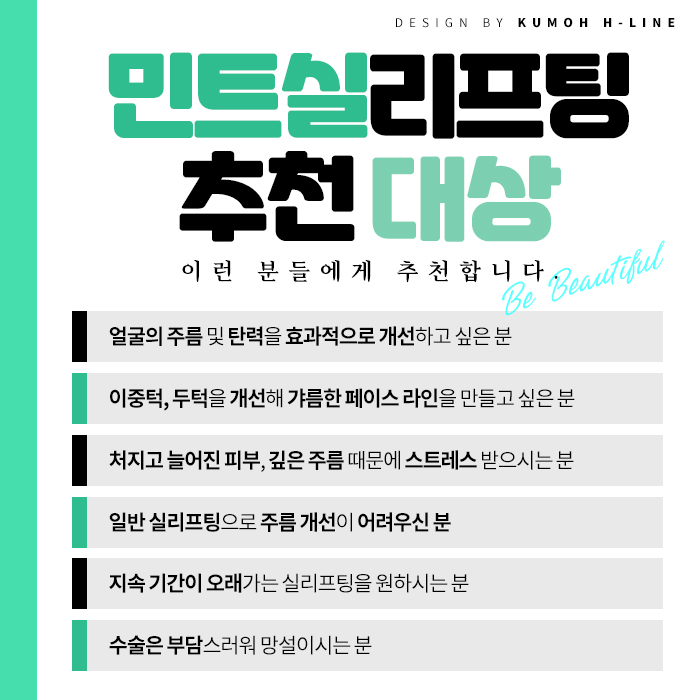 DESIGN BY KUMOH H-LINE
민트실리프팅
추천 대상
이런 분들에게 추천합니다.
Be Beautiful
얼굴의 주름 및 탄력을 효과적으로 개선하고 싶은 분
이중턱, 두턱을 개선해 갸름한 페이스 라인을 만들고 싶은 분
처지고 늘어진 피부, 깊은 주름 때문에 스트레스 받으시는 분
일반 실리프팅으로 주름 개선이 어려우신 분
지속 기간이 오래가는 실리프팅을 원하시는 분
수술은 부담스러워 망설이시는 분